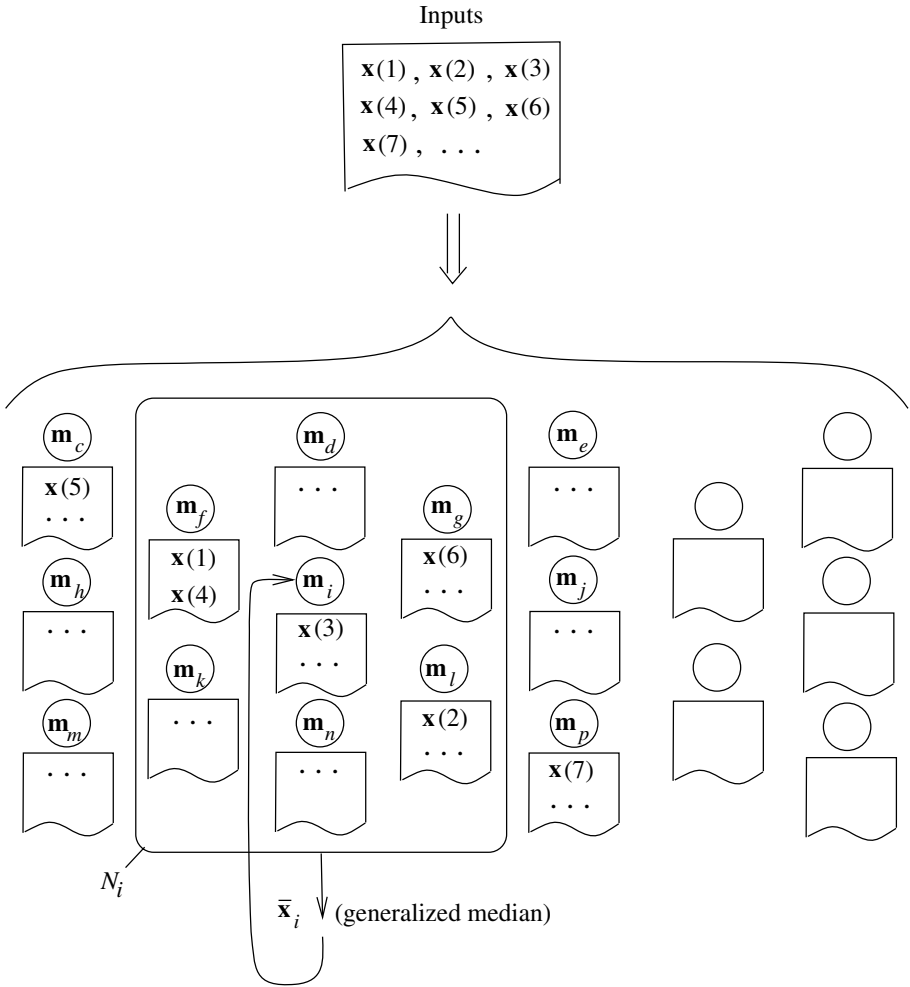 Inputs
x(1) , x(2) , x(3)
x(4) , x(5) , x(6)
x(7) , . . .
m_c
x(5)
. . .
m_d
. . .
m_e
. . .
m_f
x(1)
x(4)
m_g
x(6)
. . .
m_h
. . .
m_i
x(3)
. . .
m_j
. . .
m_k
. . .
m_l
x(2)
. . .
m_m
. . .
m_n
. . .
m_p
x(7)
. . .
N_i
x̄_i (generalized median)